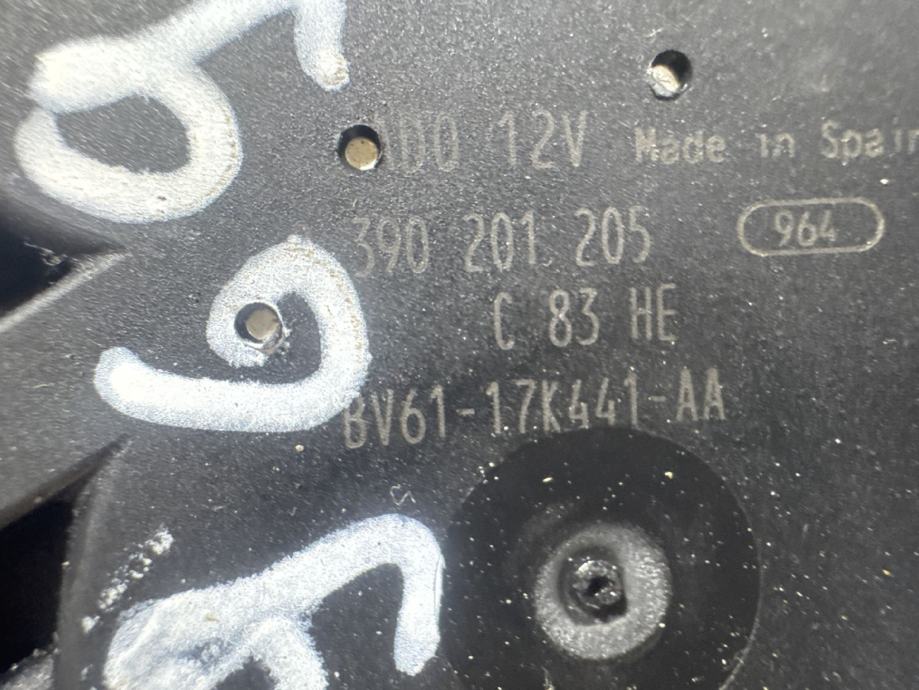 12V Made in Spain
390 201 205 964
C 83 HE
BV61-17K441-AA